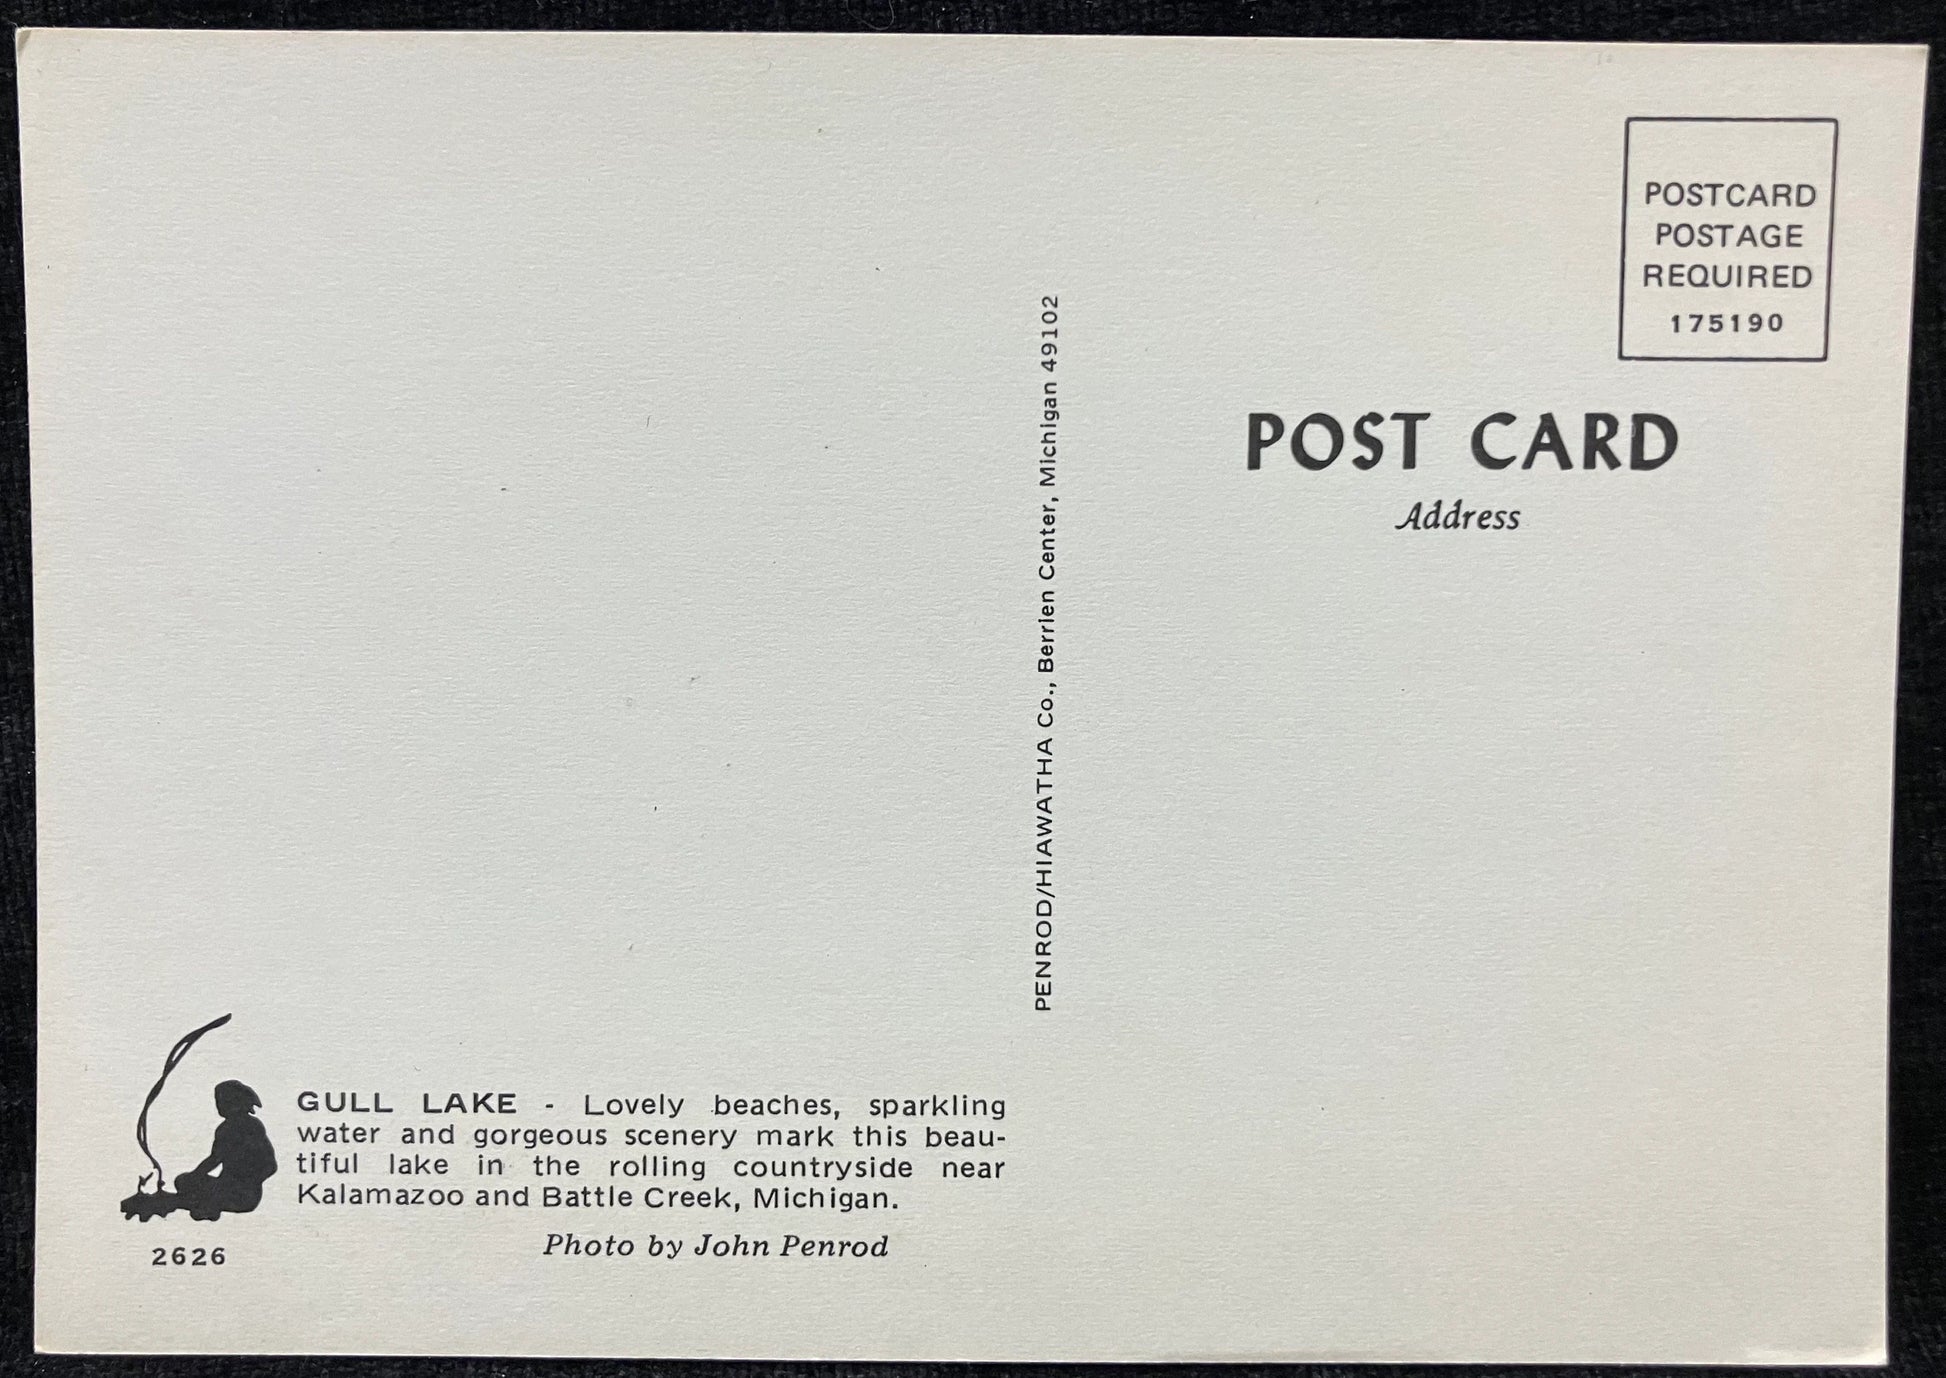 POSTCARD
POSTAGE
REQUIRED
175190
POST CARD
Address
PENROD/HIAWATHA Co., Berrien Center, Michigan 49102
GULL LAKE - Lovely beaches, sparkling
water and gorgeous scenery mark this beau-
tiful lake in the rolling countryside near
Kalamazoo and Battle Creek, Michigan.
Photo by John Penrod
2626